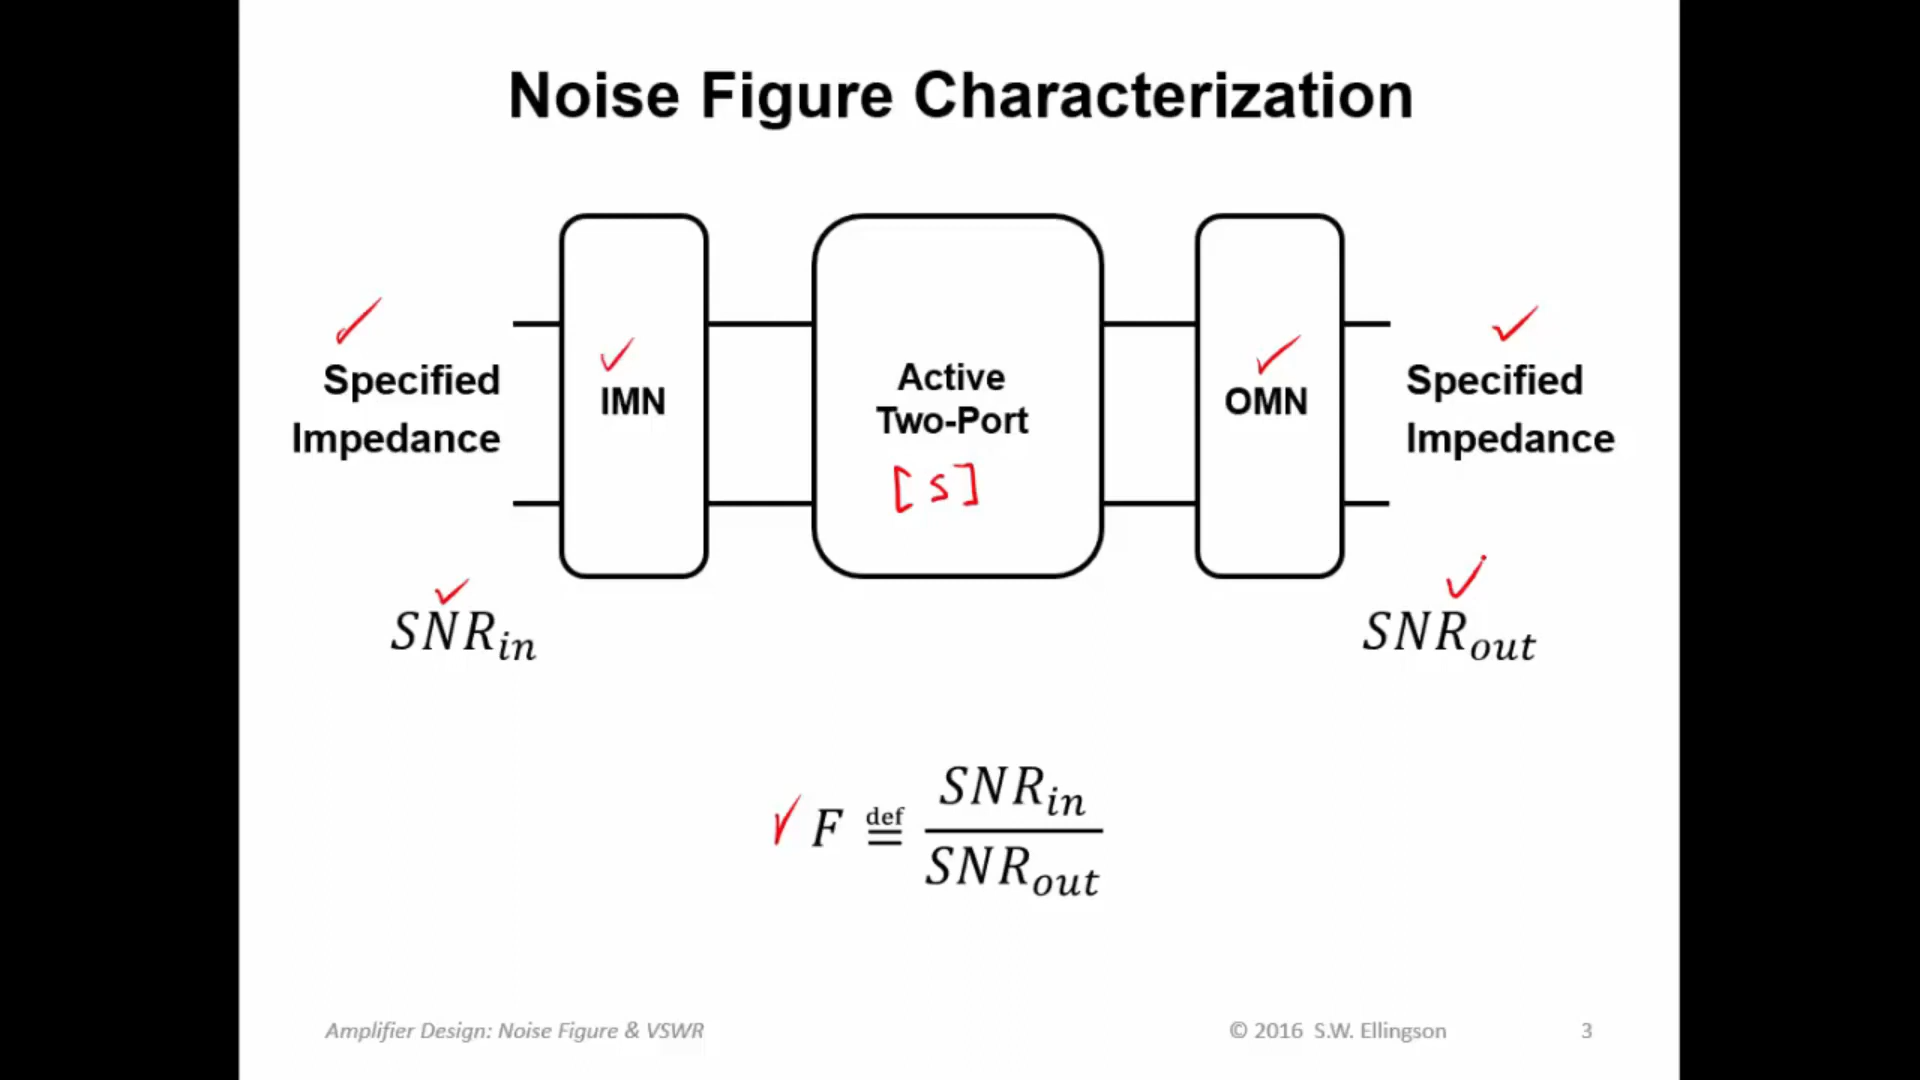 Noise Figure Characterization
Specified
Impedance
IMN
Active
Two-Port
[S]
OMN
Specified
Impedance
SNR_in
SNR_out
F ≝ SNR_in / SNR_out
Amplifier Design: Noise Figure & VSWR
© 2016 S.W. Ellingson
3